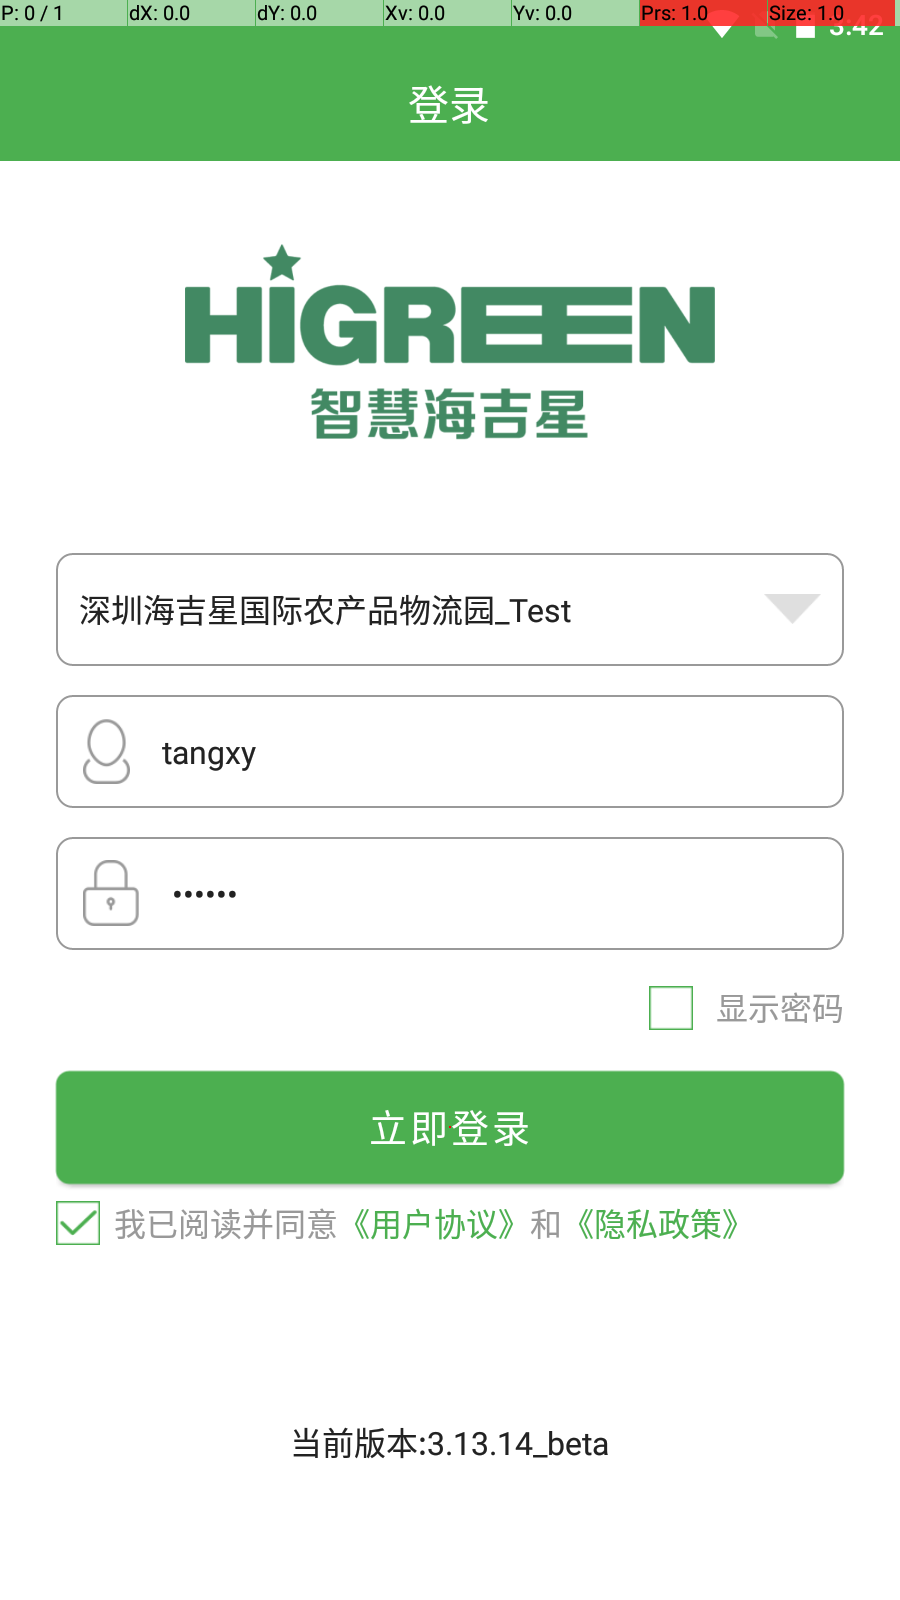 P: 0 / 1 dX: 0.0 dY: 0.0 Xv: 0.0 Yv: 0.0 Prs: 1.0 Size: 1.0
3:42
登录
HiGREEN
智慧海吉星
深圳海吉星国际农产品物流园_Test
tangxy
••••••
显示密码
立即登录
我已阅读并同意《用户协议》和《隐私政策》
当前版本:3.13.14_beta